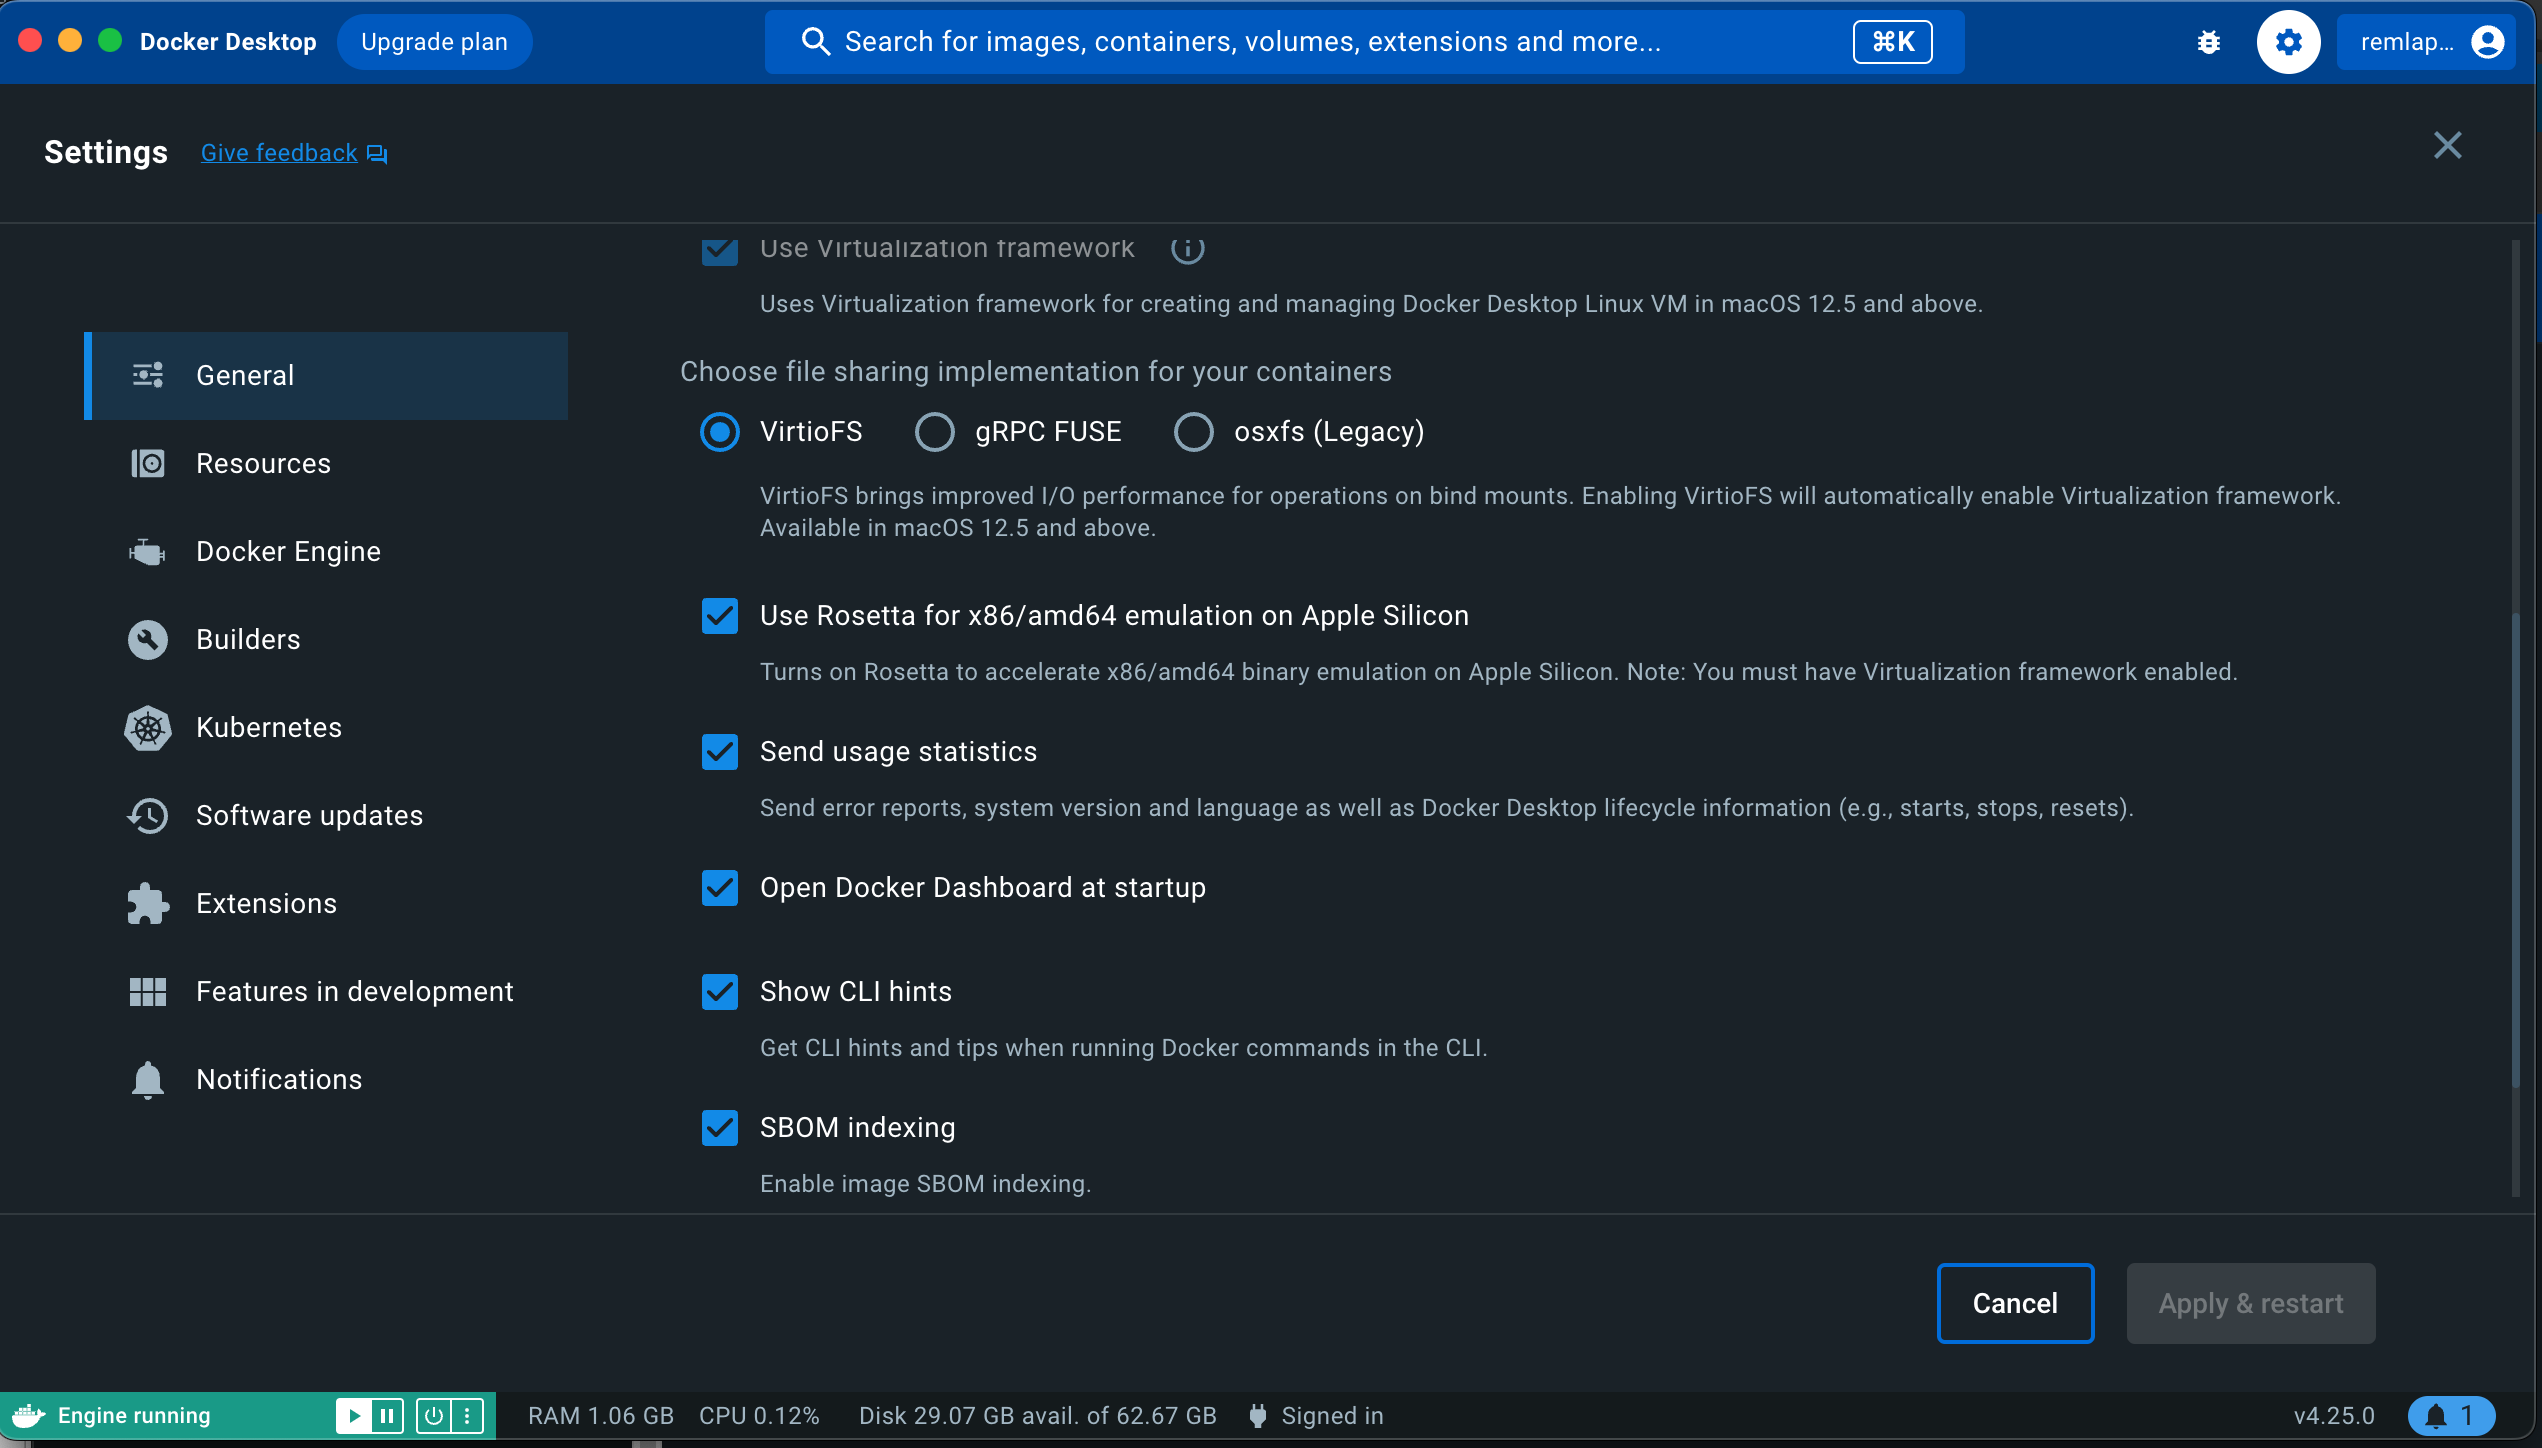 Docker Desktop
Upgrade plan
Search for images, containers, volumes, extensions and more...
⌘K
remlap...
Settings
Give feedback
General
Resources
Docker Engine
Builders
Kubernetes
Software updates
Extensions
Features in development
Notifications
Use Virtualization framework
Uses Virtualization framework for creating and managing Docker Desktop Linux VM in macOS 12.5 and above.
Choose file sharing implementation for your containers
VirtioFS gRPC FUSE osxfs (Legacy)
VirtioFS brings improved I/O performance for operations on bind mounts. Enabling VirtioFS will automatically enable Virtualization framework.
Available in macOS 12.5 and above.
Use Rosetta for x86/amd64 emulation on Apple Silicon
Turns on Rosetta to accelerate x86/amd64 binary emulation on Apple Silicon. Note: You must have Virtualization framework enabled.
Send usage statistics
Send error reports, system version and language as well as Docker Desktop lifecycle information (e.g., starts, stops, resets).
Open Docker Dashboard at startup
Show CLI hints
Get CLI hints and tips when running Docker commands in the CLI.
SBOM indexing
Enable image SBOM indexing.
Cancel
Apply & restart
Engine running
RAM 1.06 GB CPU 0.12% Disk 29.07 GB avail. of 62.67 GB Signed in
v4.25.0
1